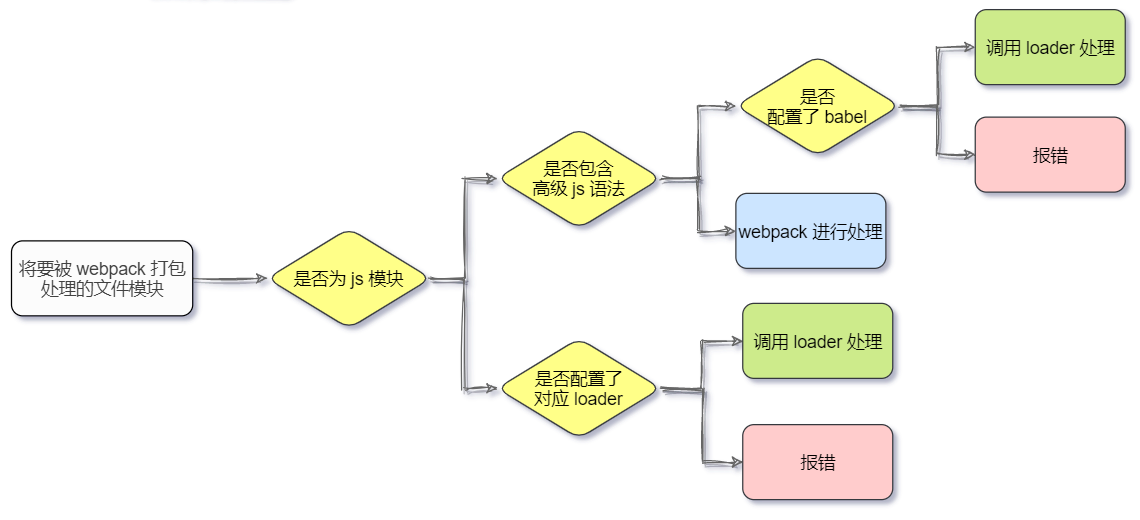 将要被 webpack 打包
处理的文件模块
是否为 js 模块
是否包含
高级 js 语法
是否
配置了 babel
调用 loader 处理
报错
webpack 进行处理
是否配置了
对应 loader
调用 loader 处理
报错